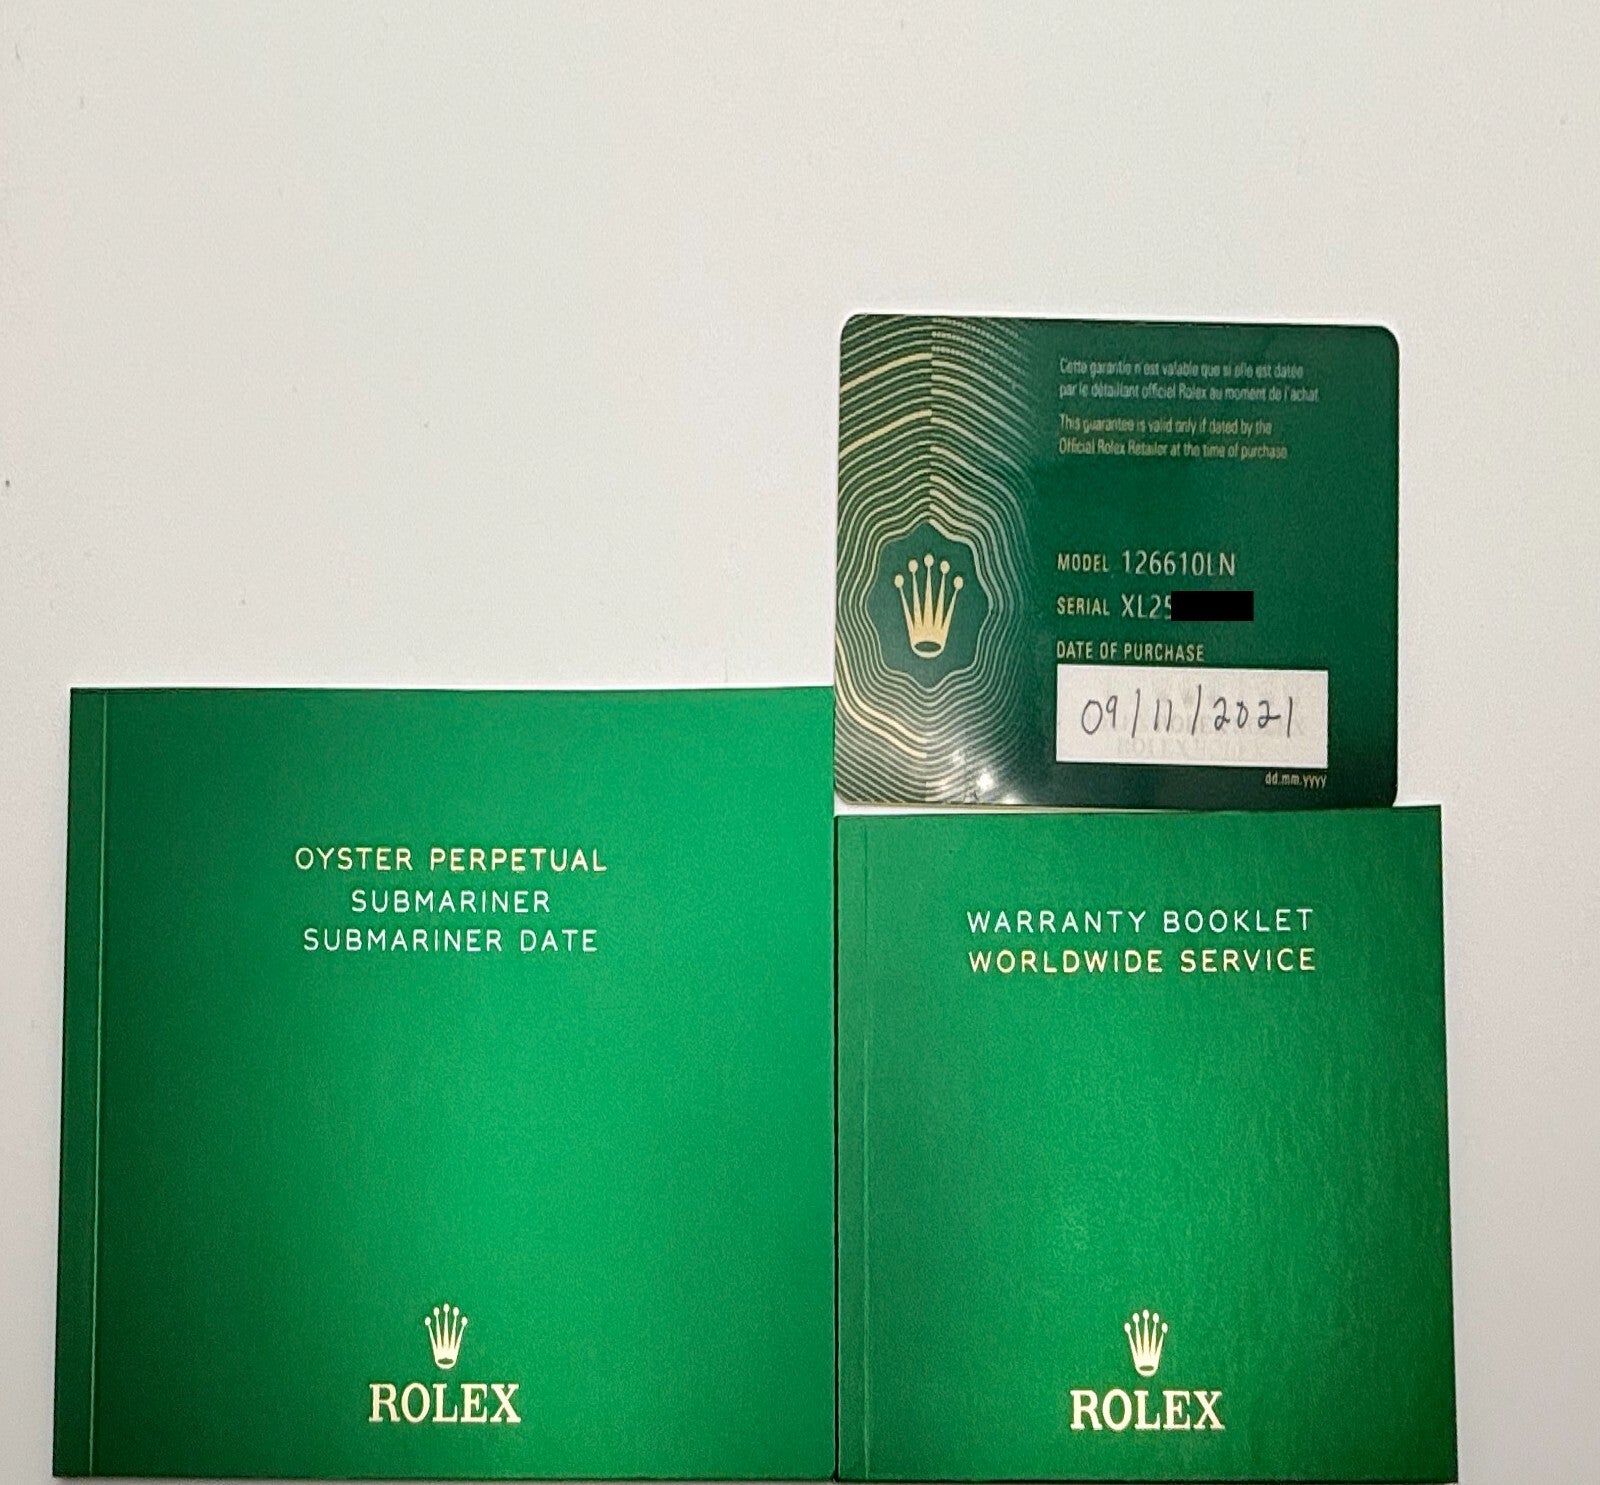 Cette garantie n'est valable que si elle est datée
par le détaillant officiel Rolex au moment de l'achat
This guarantee is valid only if dated by the
Official Rolex Retailer at the time of purchase
MODEL 126610LN
SERIAL XL25
DATE OF PURCHASE
09/11/2021
dd.mm.yyyy
OYSTER PERPETUAL
SUBMARINER
SUBMARINER DATE
ROLEX
WARRANTY BOOKLET
WORLDWIDE SERVICE
ROLEX